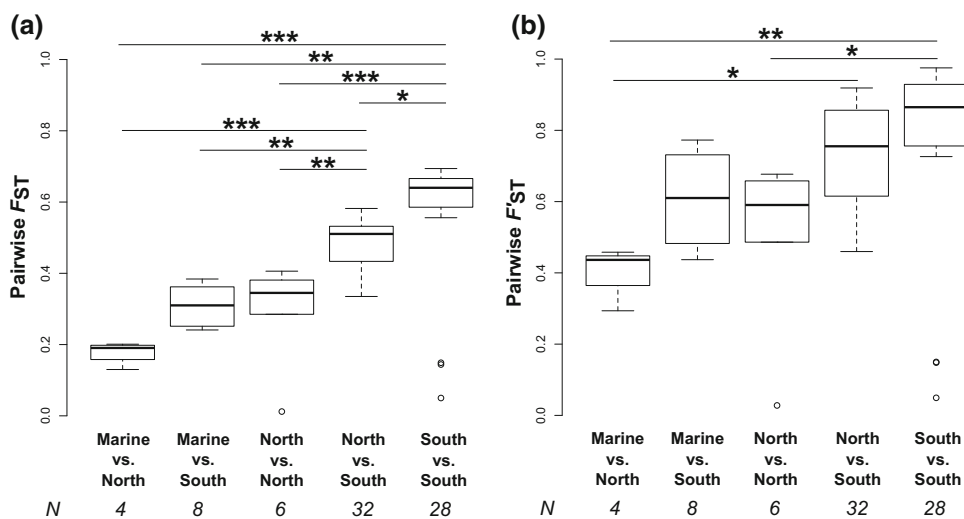 (a)
***
**
***
*
***
**
**
Pairwise FST
1.0
0.8
0.6
0.4
0.2
0.0
Marine vs. North
Marine vs. South
North vs. North
North vs. South
South vs. South
N 4 8 6 32 28
(b)
**
*
*
Pairwise F'ST
1.0
0.8
0.6
0.4
0.2
0.0
Marine vs. North
Marine vs. South
North vs. North
North vs. South
South vs. South
N 4 8 6 32 28